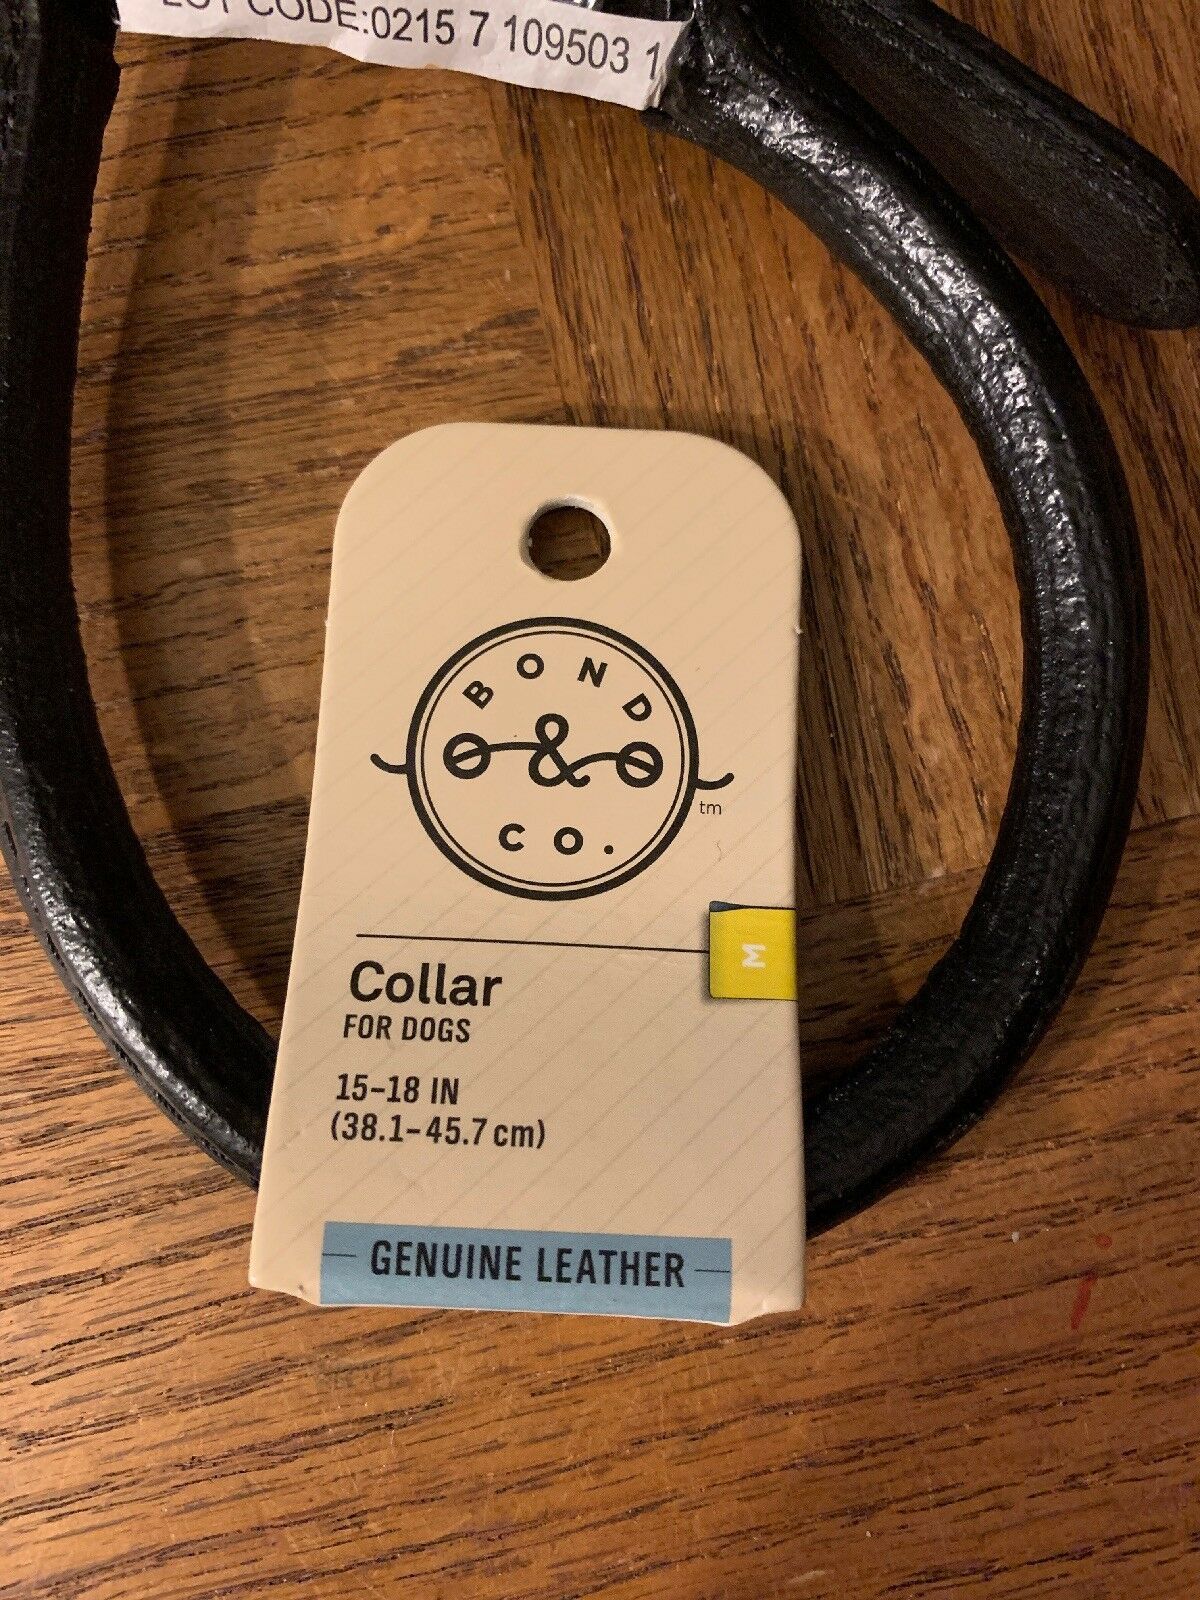 LOT CODE:0215 7 109503 1
BOND
&
CO.
tm
M
Collar
FOR DOGS
15–18 IN
(38.1–45.7 cm)
GENUINE LEATHER